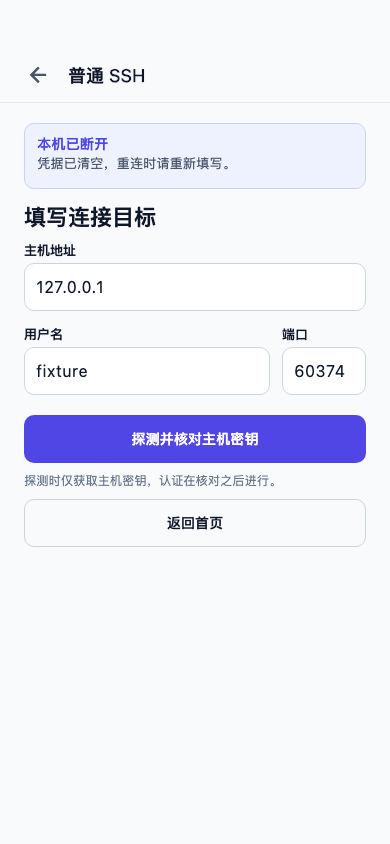 普通 SSH
本机已断开
凭据已清空，重连时请重新填写。
填写连接目标
主机地址
127.0.0.1
用户名
端口
fixture
60374
探测并核对主机密钥
探测时仅获取主机密钥，认证在核对之后进行。
返回首页